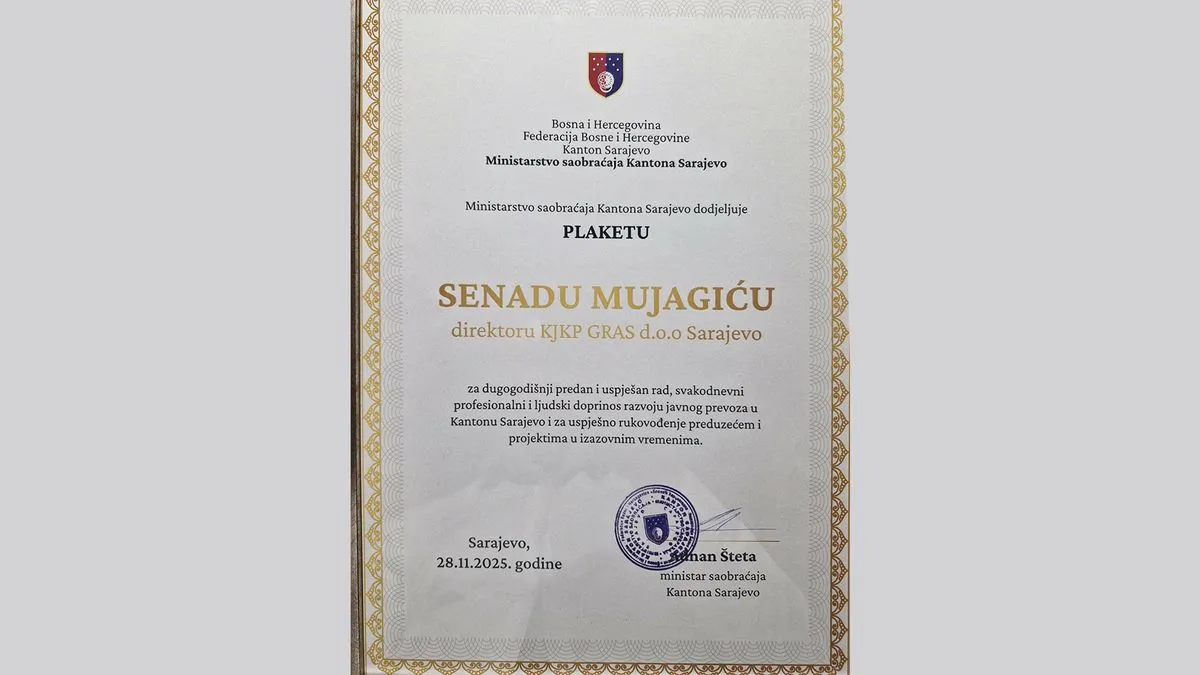 Bosna i Hercegovina
Federacija Bosne i Hercegovine
Kanton Sarajevo
Ministarstvo saobraćaja Kantona Sarajevo
Ministarstvo saobraćaja Kantona Sarajevo dodjeljuje
PLAKETU
SENADU MUJAGIĆU
direktoru KJKP GRAS d.o.o Sarajevo
za dugogodišnji predan i uspješan rad, svakodnevni
profesionalni i ljudski doprinos razvoju javnog prevoza u
Kantonu Sarajevo i za uspješno rukovođenje preduzećem i
projektima u izazovnim vremenima.
Sarajevo,
28.11.2025. godine
Adnan Šteta
ministar saobraćaja
Kantona Sarajevo